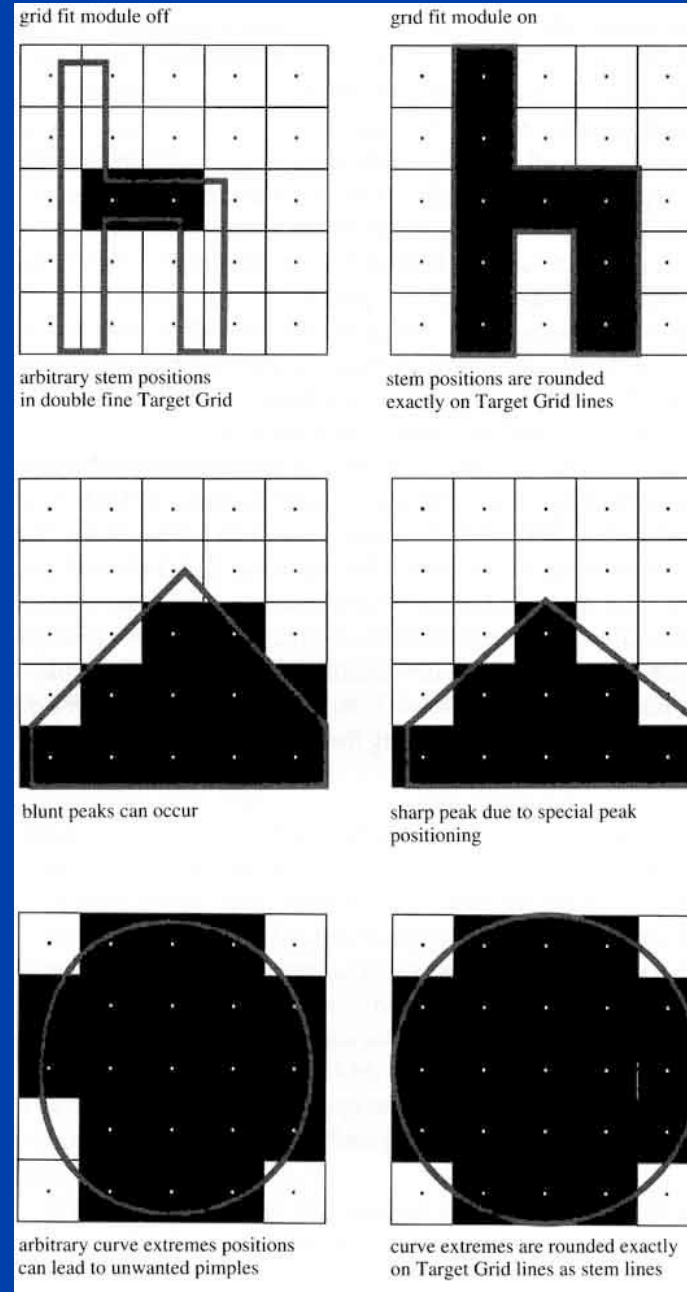 grid fit module off
grid fit module on
arbitrary stem positions
in double fine Target Grid
stem positions are rounded
exactly on Target Grid lines
blunt peaks can occur
sharp peak due to special peak
positioning
arbitrary curve extremes positions
can lead to unwanted pimples
curve extremes are rounded exactly
on Target Grid lines as stem lines